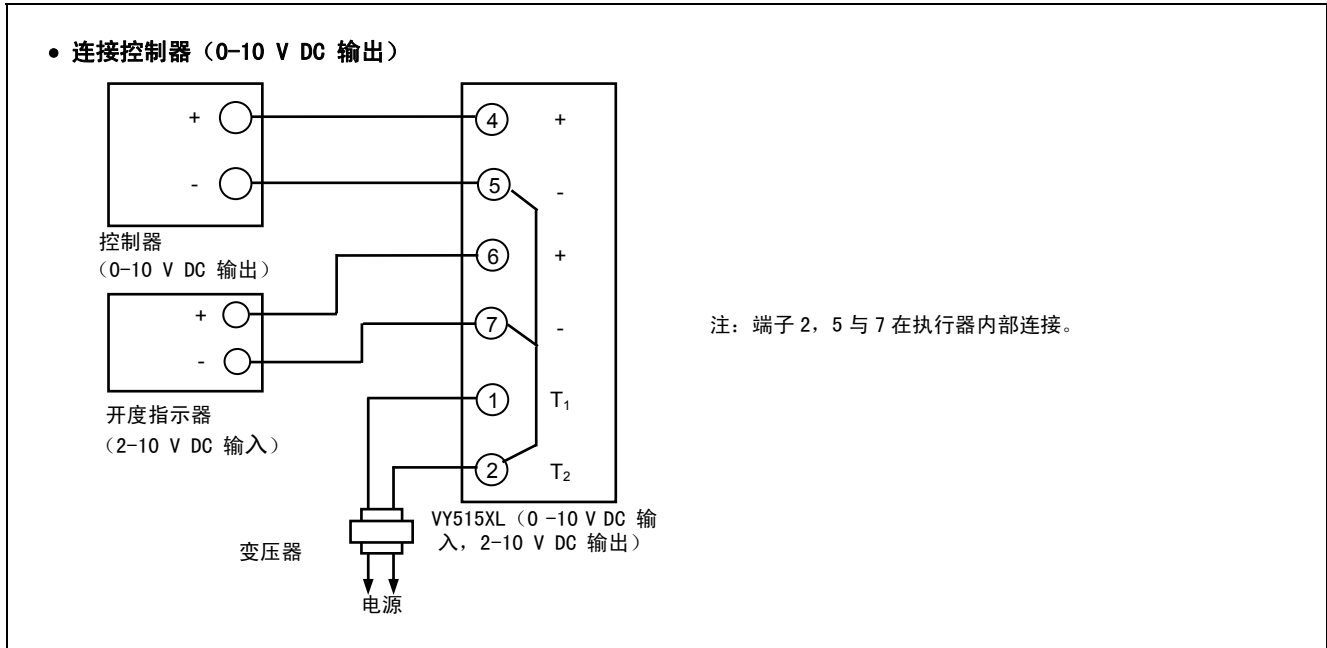 ● 连接控制器（0-10 V DC 输出）
+ 4 +
- 5 -
控制器
（0-10 V DC 输出）
6 +
+
7 -
-
注：端子 2，5 与 7 在执行器内部连接。
开度指示器
（2-10 V DC 输入）
1 T₁
2 T₂
VY515XL（0 -10 V DC 输
入，2-10 V DC 输出）
变压器
电源